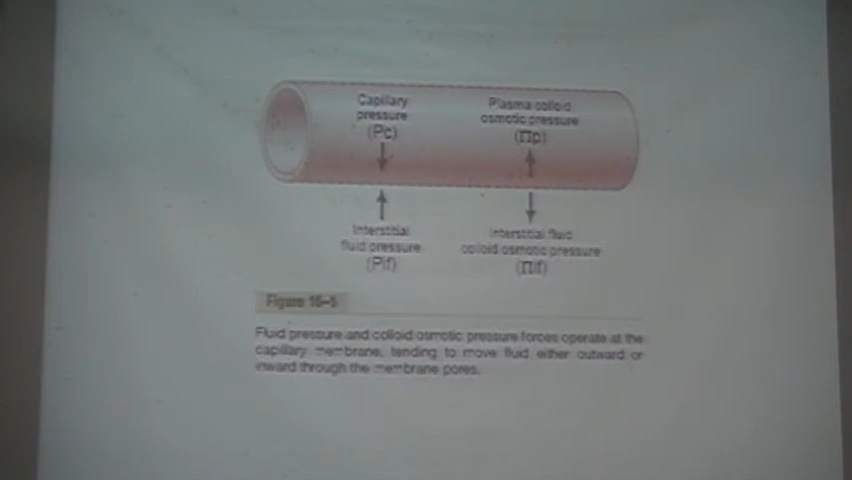 Capillary
pressure
(Pc)
Plasma colloid
osmotic pressure
(Πp)
Interstitial
fluid pressure
(Pif)
Interstitial fluid
colloid osmotic pressure
(Πif)
Figure 16–5
Fluid pressure and colloid osmotic pressure forces operate at the
capillary membrane, tending to move fluid either outward or
inward through the membrane pores.